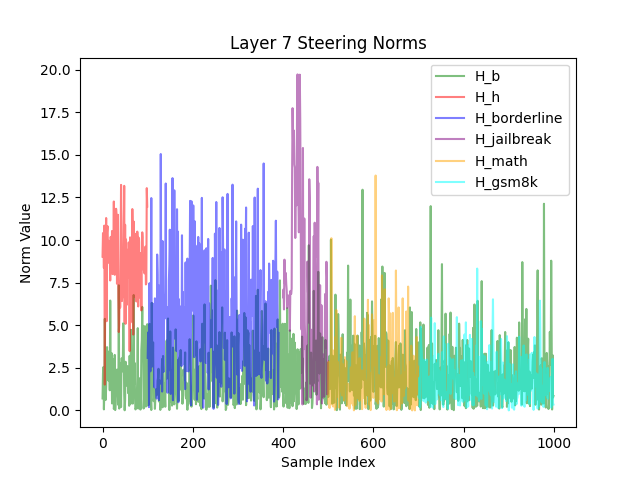 Layer 7 Steering Norms
20.0
17.5
15.0
12.5
10.0
7.5
5.0
2.5
0.0
Norm Value
0
200
400
600
800
1000
Sample Index
H_b
H_h
H_borderline
H_jailbreak
H_math
H_gsm8k